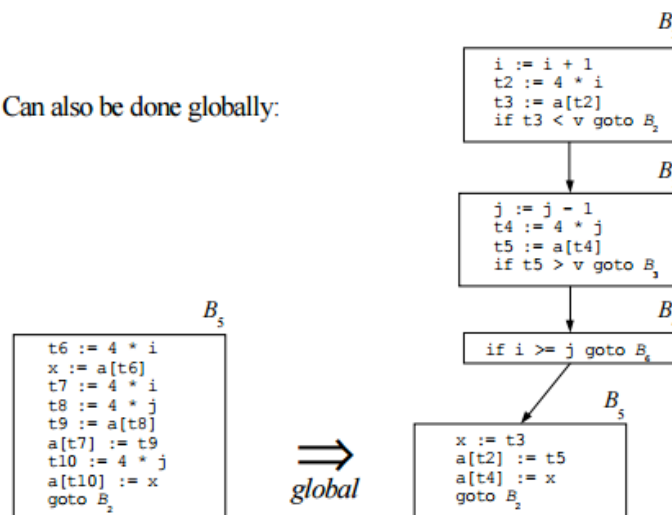 B
i := i + 1
t2 := 4 * i
t3 := a[t2]
if t3 < v goto B2
Can also be done globally:
B
j := j - 1
t4 := 4 * j
t5 := a[t4]
if t5 > v goto B3
B
if i >= j goto B6
B5
t6 := 4 * i
x := a[t6]
t7 := 4 * i
t8 := 4 * j
t9 := a[t8]
a[t7] := t9
t10 := 4 * j
a[t10] := x
goto B2
⇒
global
B5
x := t3
a[t2] := t5
a[t4] := x
goto B2